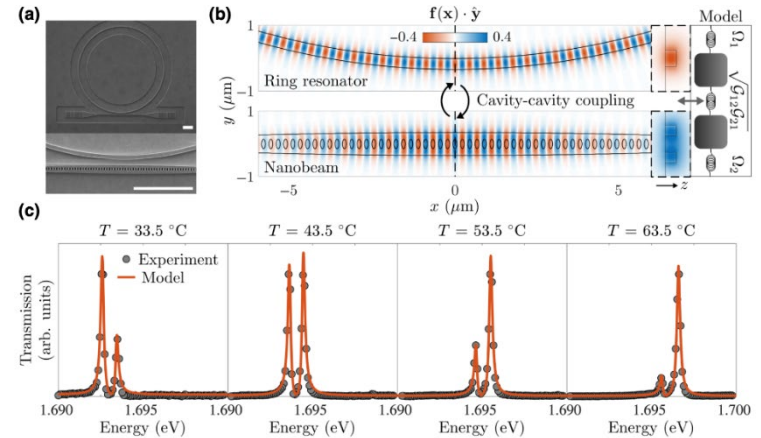 (a)
(b)
f(x) · ŷ
Model
−0.4
0.4
1
y (μm)
Ring resonator
−1
Cavity-cavity coupling
1
Nanobeam
−1
−5
0
5
x (μm)
z
Ω₁
√𝒢₁₂𝒢₂₁
Ω₂
(c)
T = 33.5 °C
T = 43.5 °C
T = 53.5 °C
T = 63.5 °C
Experiment
Model
Transmission
(arb. units)
1.690
1.695
1.690
1.695
1.690
1.695
1.690
1.695
1.700
Energy (eV)
Energy (eV)
Energy (eV)
Energy (eV)